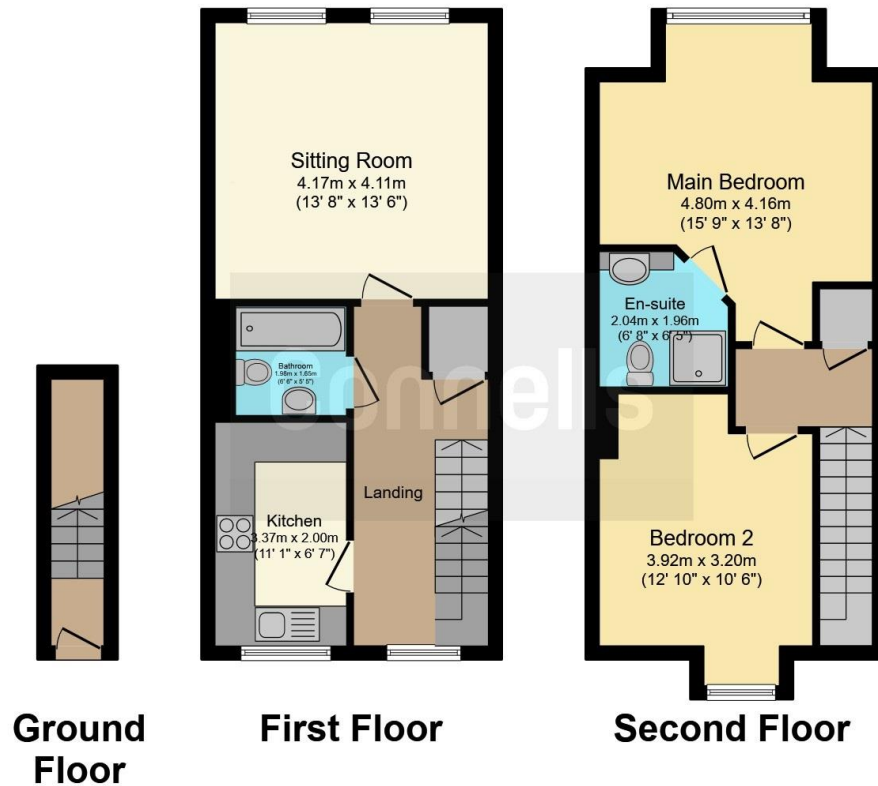 Sitting Room
4.17m x 4.11m
(13' 8" x 13' 6")
Bathroom
1.98m x 1.65m
(6' 6" x 5' 5")
Kitchen
3.37m x 2.00m
(11' 1" x 6' 7")
Landing
Main Bedroom
4.80m x 4.16m
(15' 9" x 13' 8")
En-suite
2.04m x 1.96m
(6' 8" x 6' 5")
Bedroom 2
3.92m x 3.20m
(12' 10" x 10' 6")
Connells
Ground
Floor
First Floor
Second Floor